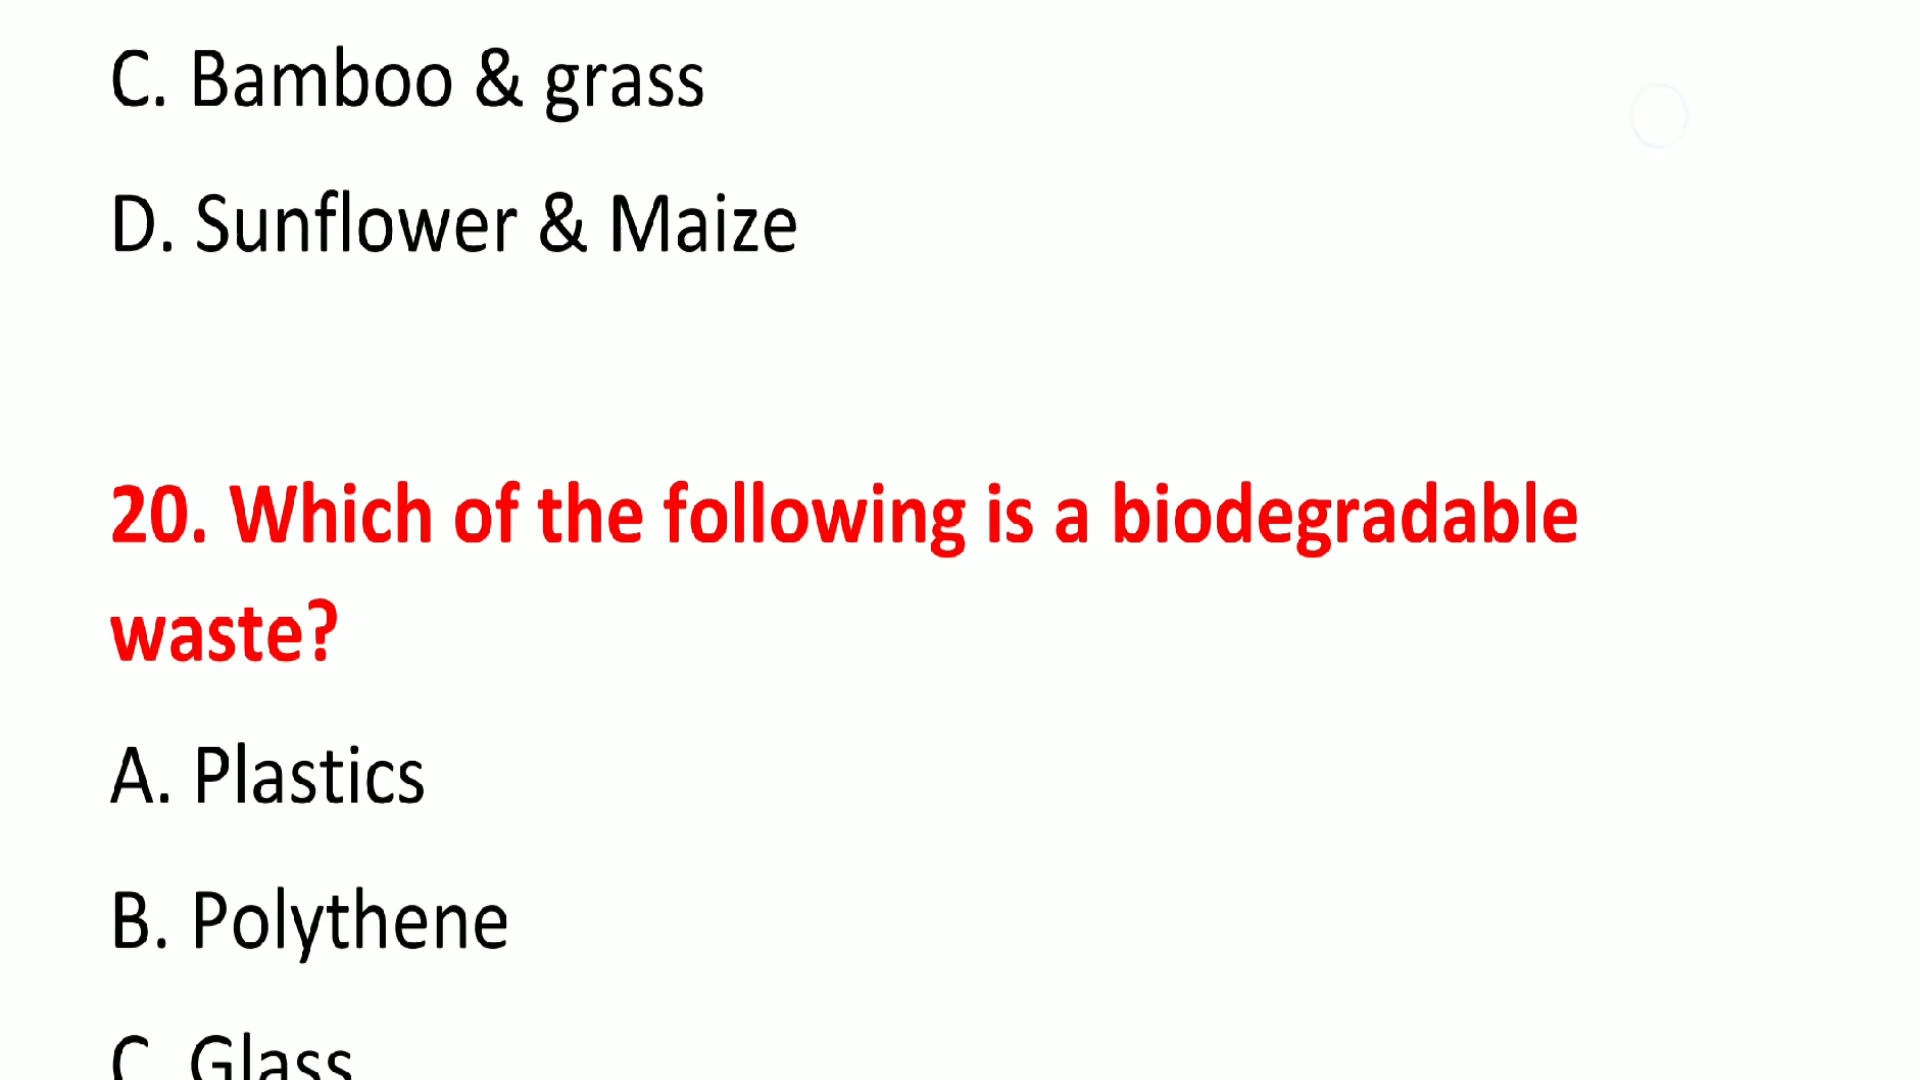 C. Bamboo & grass
D. Sunflower & Maize
20. Which of the following is a biodegradable
waste?
A. Plastics
B. Polythene
C. Glass